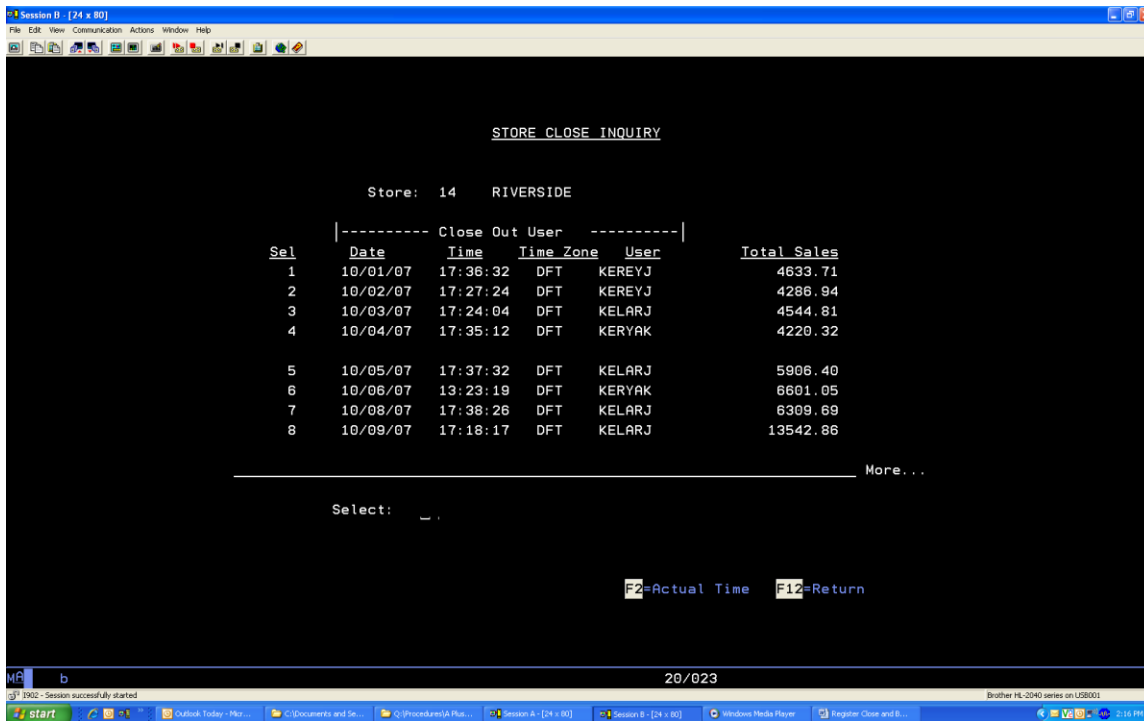 Session B - [24 x 80]
File Edit View Communication Actions Window Help
STORE CLOSE INQUIRY
Store: 14 RIVERSIDE
|---------- Close Out User ----------|
Sel Date Time Time Zone User Total Sales
1 10/01/07 17:36:32 DFT KEREYJ 4633.71
2 10/02/07 17:27:24 DFT KEREYJ 4286.94
3 10/03/07 17:24:04 DFT KELARJ 4544.81
4 10/04/07 17:35:12 DFT KERYAK 4220.32
5 10/05/07 17:37:32 DFT KELARJ 5906.40
6 10/06/07 13:23:19 DFT KERYAK 6601.05
7 10/08/07 17:38:26 DFT KELARJ 6309.69
8 10/09/07 17:18:17 DFT KELARJ 13542.86
More...
Select:
F2=Actual Time F12=Return
MA b 20/023
I902 - Session successfully started Brother HL-2040 series on USB001
start Outlook Today - Micr... C:\Documents and Se... Q:\Procedures\A Plus... Session A - [24 x 80] Session B - [24 x 80] Windows Media Player Register Close and B... 2:16 PM